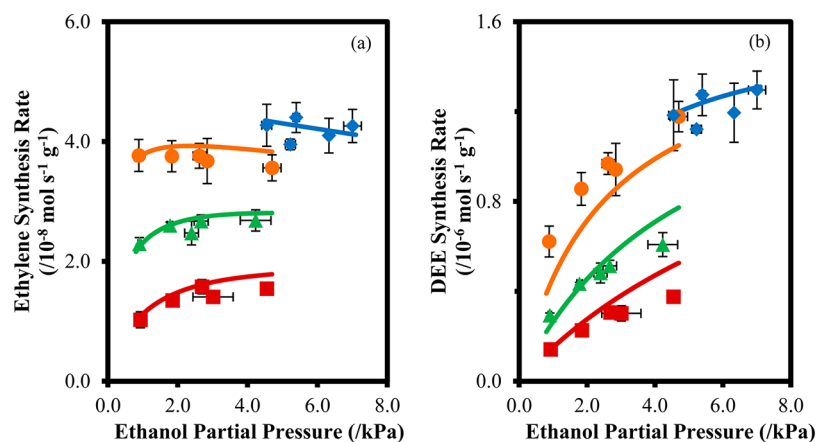 (a)
6.0
4.0
2.0
0.0
Ethylene Synthesis Rate
(/10⁻⁸ mol s⁻¹ g⁻¹)
0.0 2.0 4.0 6.0 8.0
Ethanol Partial Pressure (/kPa)
(b)
1.6
0.8
0.0
DEE Synthesis Rate
(/10⁻⁶ mol s⁻¹ g⁻¹)
0.0 2.0 4.0 6.0 8.0
Ethanol Partial Pressure (/kPa)